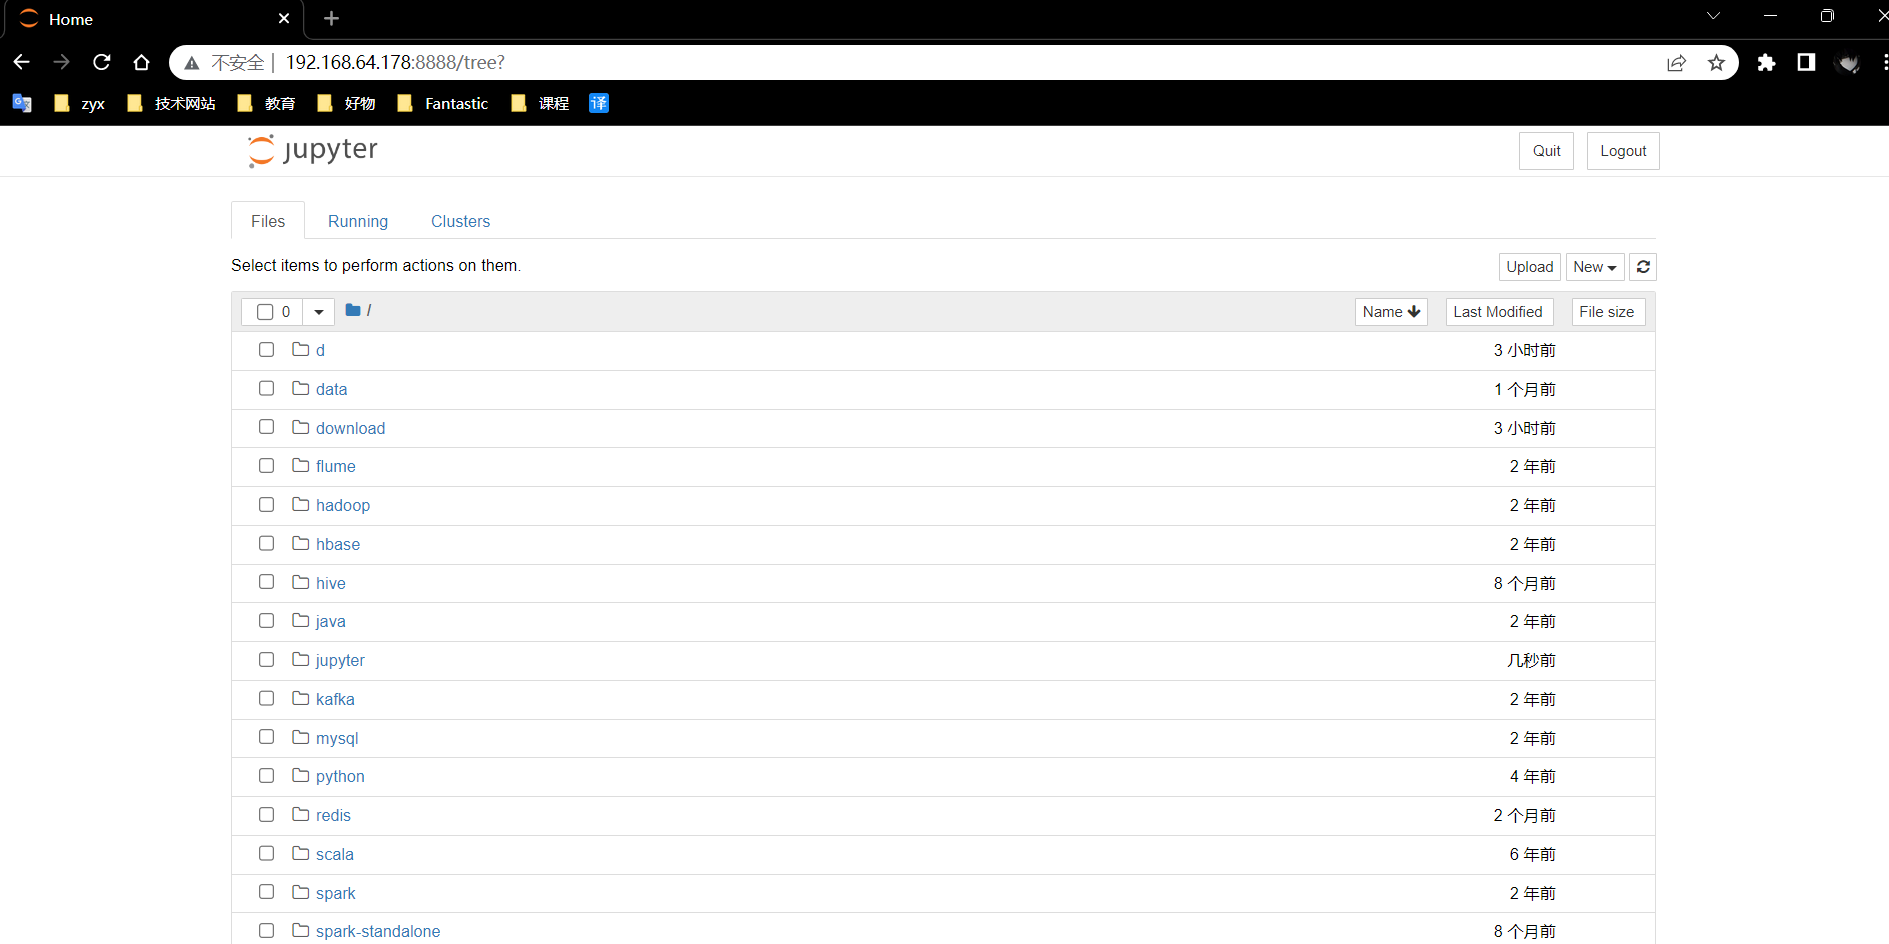 Home
不安全 | 192.168.64.178:8888/tree?
zyx 技术网站 教育 好物 Fantastic 课程 译
jupyter Quit Logout
Files Running Clusters
Select items to perform actions on them. Upload New
0 / Name Last Modified File size
d 3 小时前
data 1 个月前
download 3 小时前
flume 2 年前
hadoop 2 年前
hbase 2 年前
hive 8 个月前
java 2 年前
jupyter 几秒前
kafka 2 年前
mysql 2 年前
python 4 年前
redis 2 个月前
scala 6 年前
spark 2 年前
spark-standalone 8 个月前